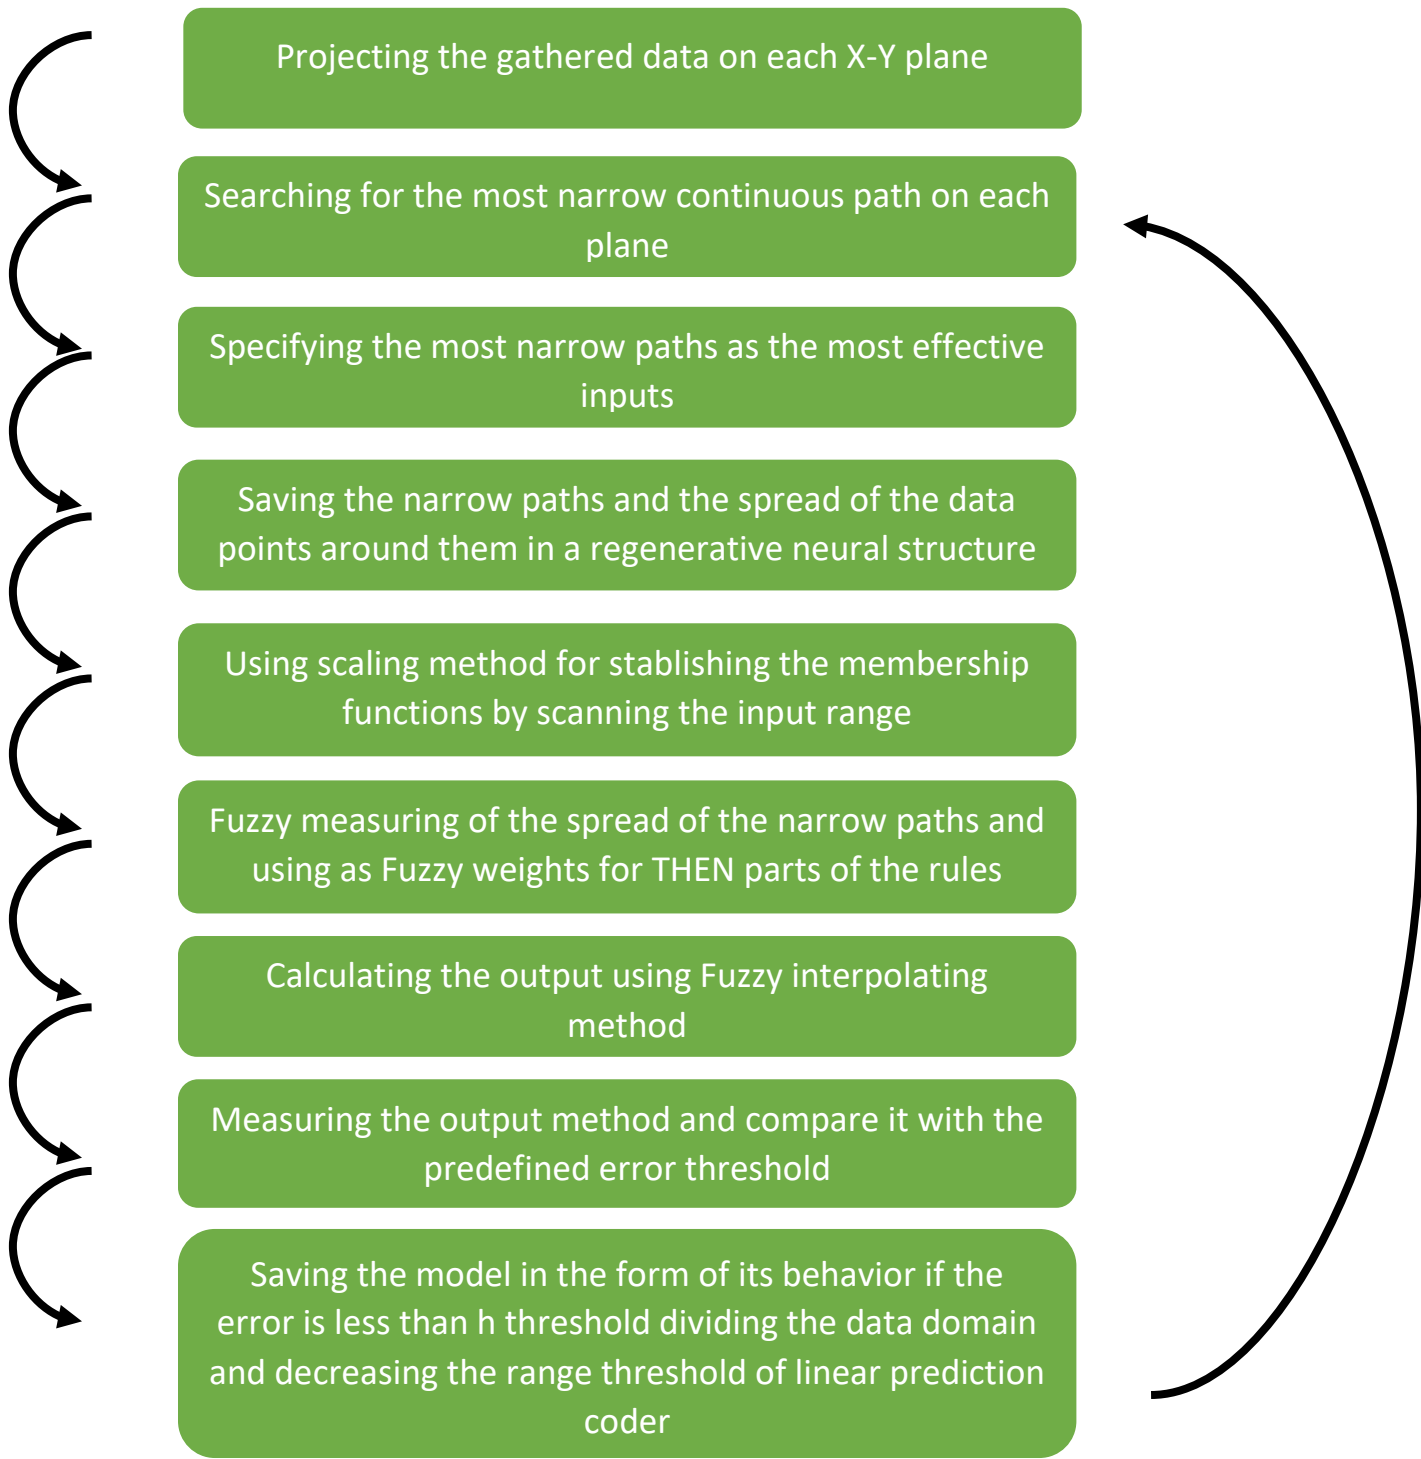 Projecting the gathered data on each X-Y plane
Searching for the most narrow continuous path on each
plane
Specifying the most narrow paths as the most effective
inputs
Saving the narrow paths and the spread of the data
points around them in a regenerative neural structure
Using scaling method for stablishing the membership
functions by scanning the input range
Fuzzy measuring of the spread of the narrow paths and
using as Fuzzy weights for THEN parts of the rules
Calculating the output using Fuzzy interpolating
method
Measuring the output method and compare it with the
predefined error threshold
Saving the model in the form of its behavior if the
error is less than h threshold dividing the data domain
and decreasing the range threshold of linear prediction
coder